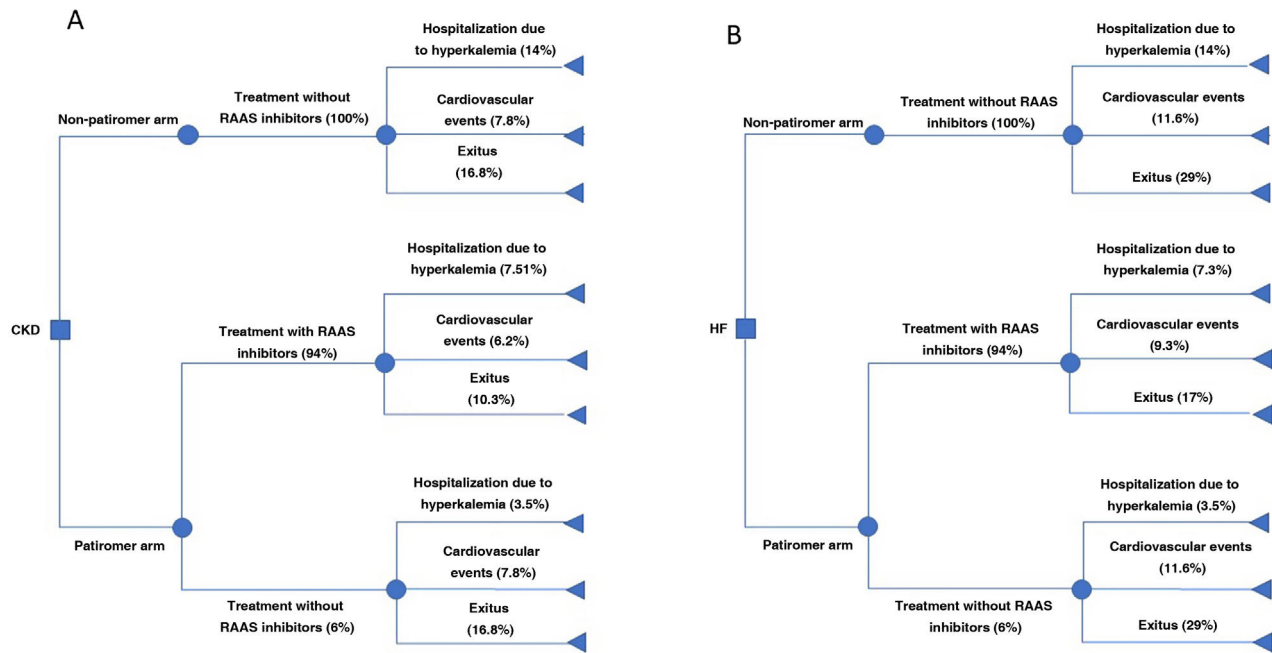 A
Hospitalization due
to hyperkalemia (14%)
Treatment without
RAAS inhibitors (100%)
Cardiovascular
events (7.8%)
Non-patiromer arm
Exitus
(16.8%)
Hospitalization due to
hyperkalemia (7.51%)
CKD
Treatment with RAAS
inhibitors (94%)
Cardiovascular
events (6.2%)
Exitus
(10.3%)
Hospitalization due to
hyperkalemia (3.5%)
Patiromer arm
Cardiovascular
events (7.8%)
Treatment without
RAAS inhibitors (6%)
Exitus
(16.8%)
B
Hospitalization due to
hyperkalemia (14%)
Treatment without RAAS
inhibitors (100%)
Cardiovascular events
(11.6%)
Non-patiromer arm
Exitus (29%)
Hospitalization due to
hyperkalemia (7.3%)
HF
Treatment with RAAS
inhibitors (94%)
Cardiovascular events
(9.3%)
Exitus (17%)
Hospitalization due to
hyperkalemia (3.5%)
Patiromer arm
Cardiovascular events
(11.6%)
Treatment without RAAS
inhibitors (6%)
Exitus (29%)